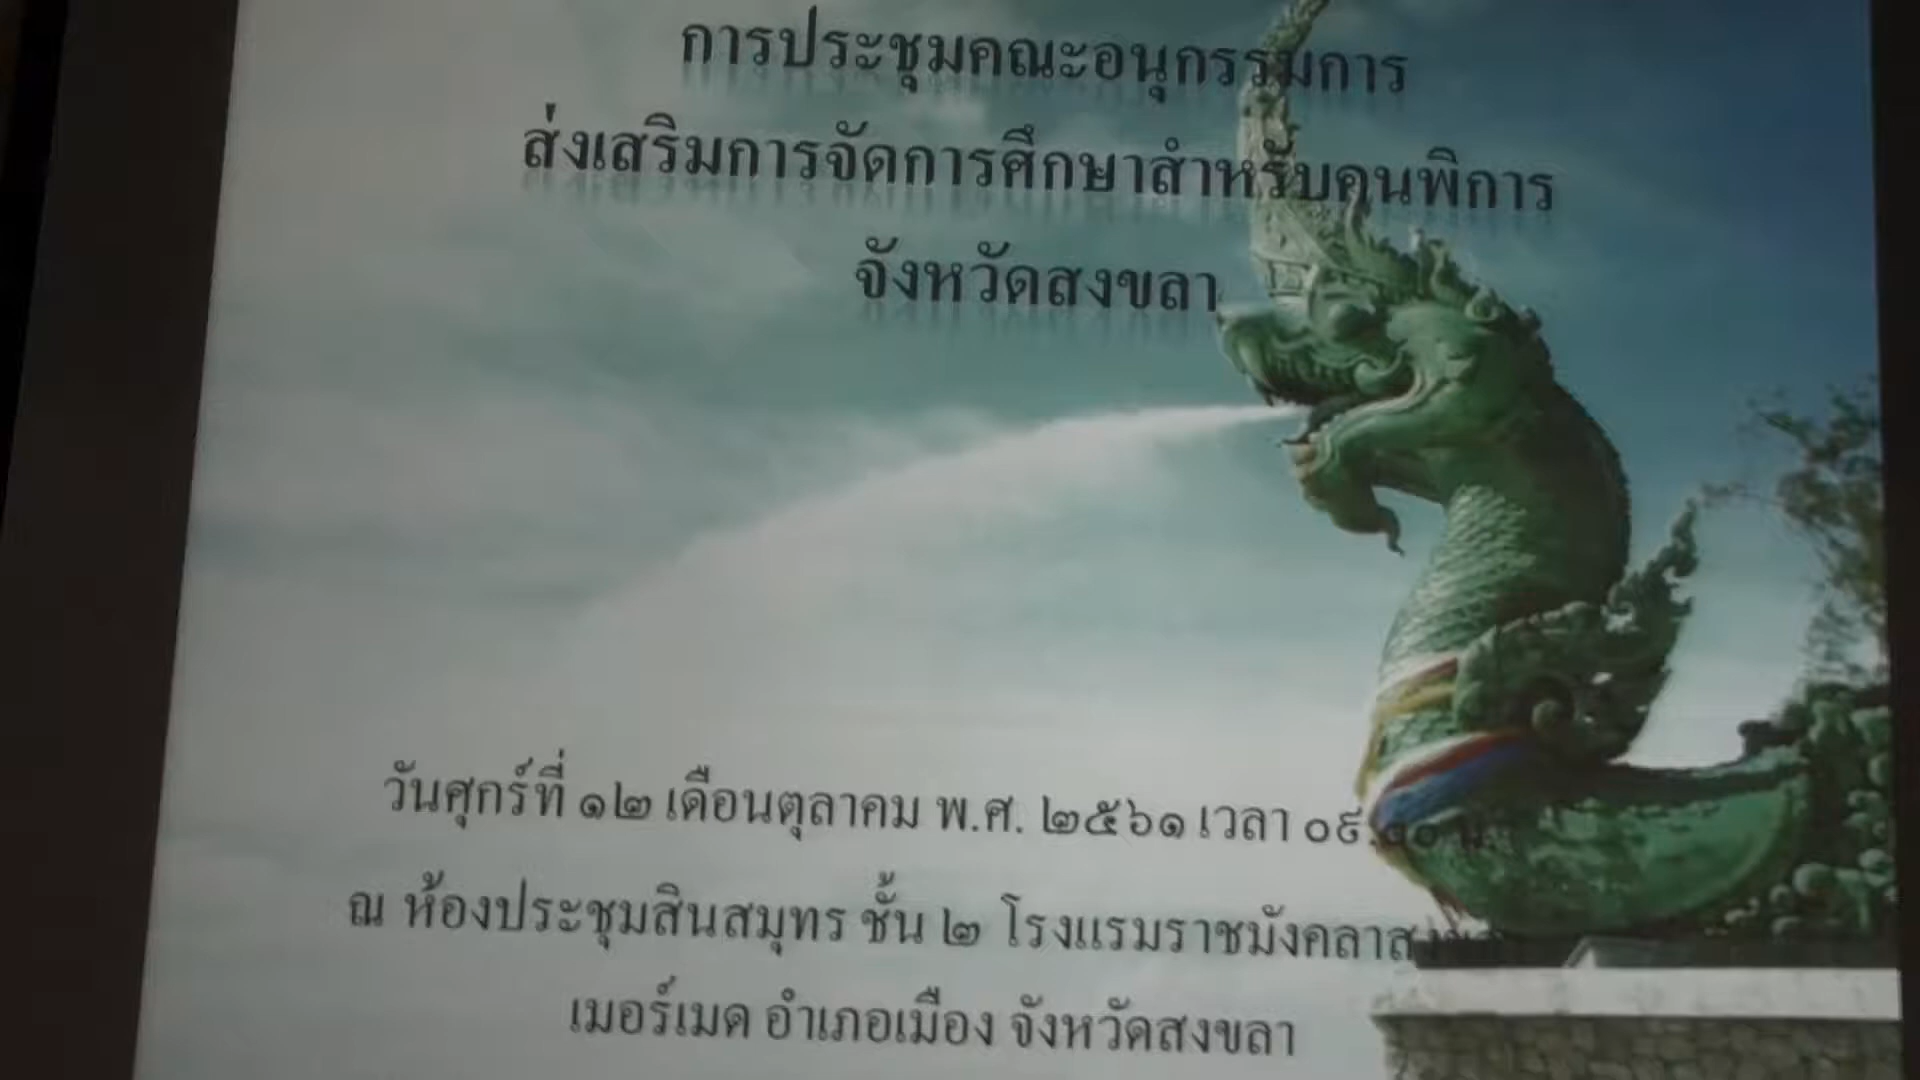 การประชุมคณะอนุกรรมการ
ส่งเสริมการจัดการศึกษาสำหรับคนพิการ
จังหวัดสงขลา
วันศุกร์ที่ ๑๒ เดือนตุลาคม พ.ศ. ๒๕๖๑ เวลา
ณ ห้องประชุมสินสมุทร ชั้น ๒ โรงแรมราชมังคลาสงขลา
เมอร์เมด อำเภอเมือง จังหวัดสงขลา